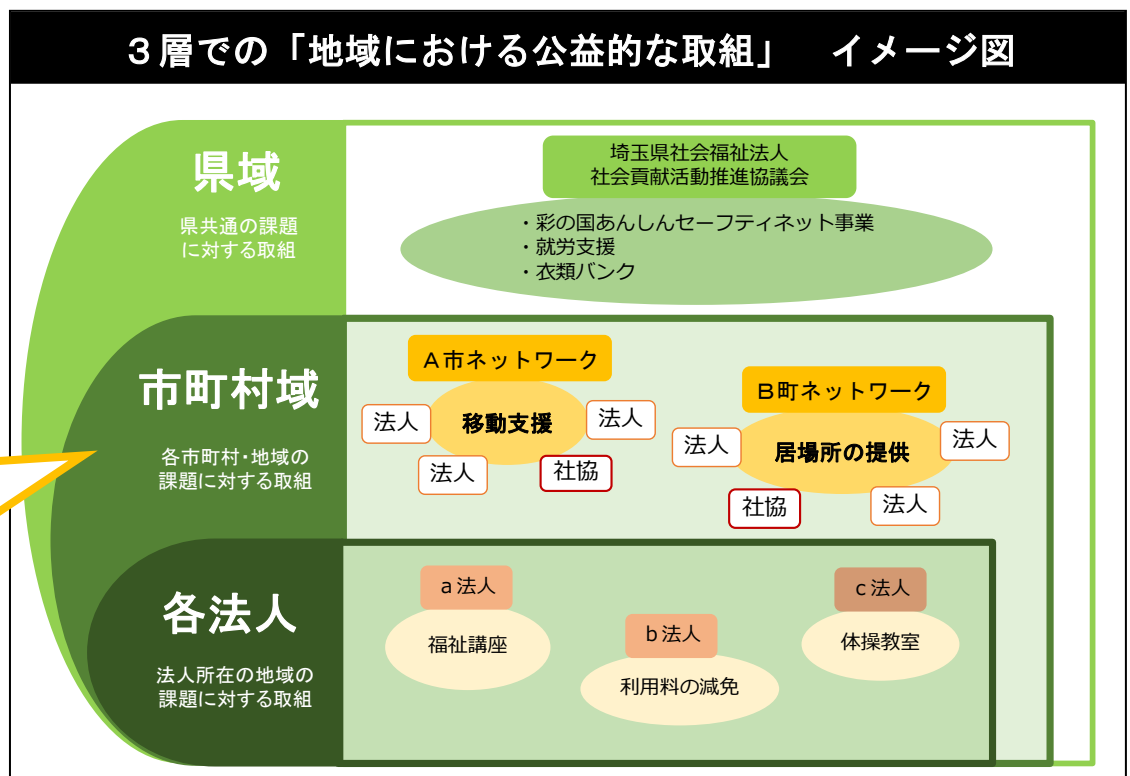 ３層での「地域における公益的な取組」　イメージ図
県域
県共通の課題
に対する取組
埼玉県社会福祉法人
社会貢献活動推進協議会
・彩の国あんしんセーフティネット事業
・就労支援
・衣類バンク
市町村域
各市町村・地域の
課題に対する取組
Ａ市ネットワーク
移動支援
法人
法人
法人
社協
Ｂ町ネットワーク
居場所の提供
法人
法人
社協
法人
各法人
法人所在の地域の
課題に対する取組
ａ法人
福祉講座
ｂ法人
利用料の減免
ｃ法人
体操教室